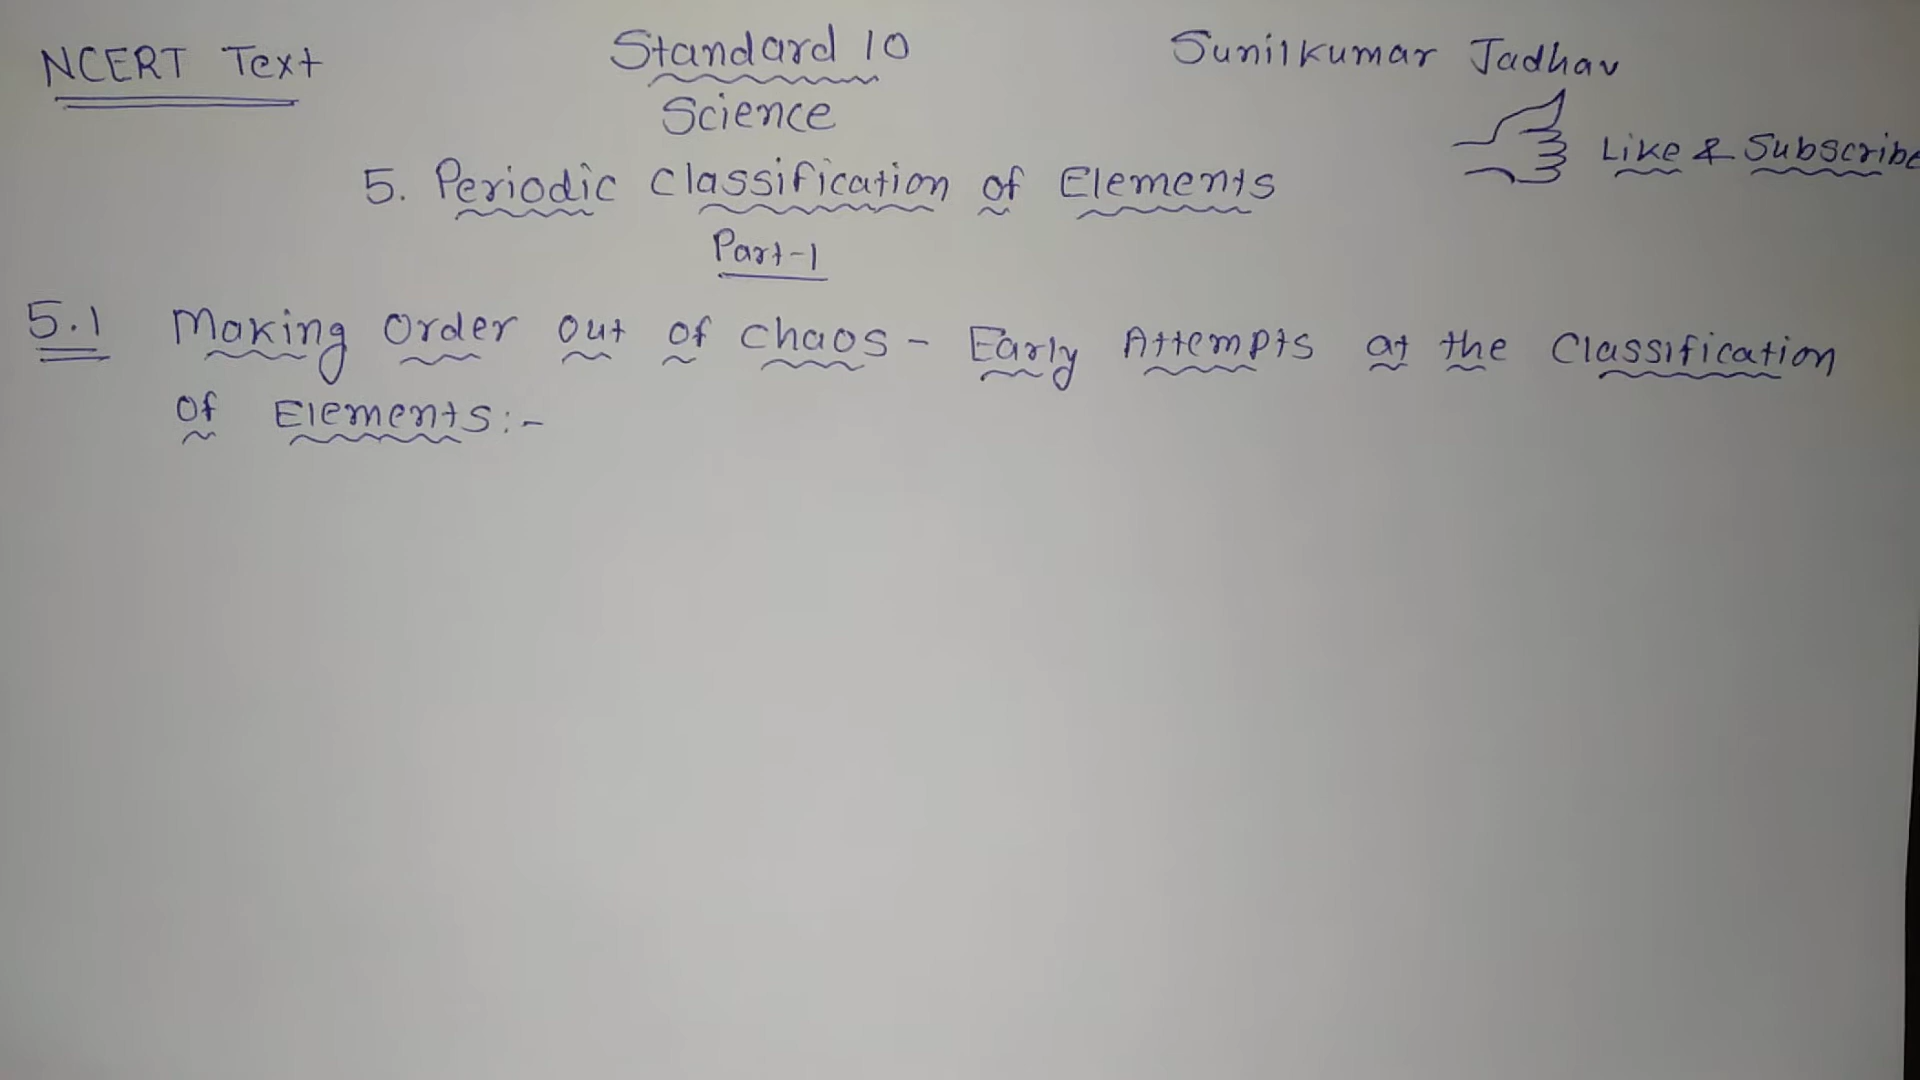 NCERT Text
Standard 10
Sunilkumar Jadhav
Science
Like & Subscribe
5. Periodic Classification of Elements
Part-1
5.1 Making Order out of chaos - Early Attempts at the Classification
of Elements:-